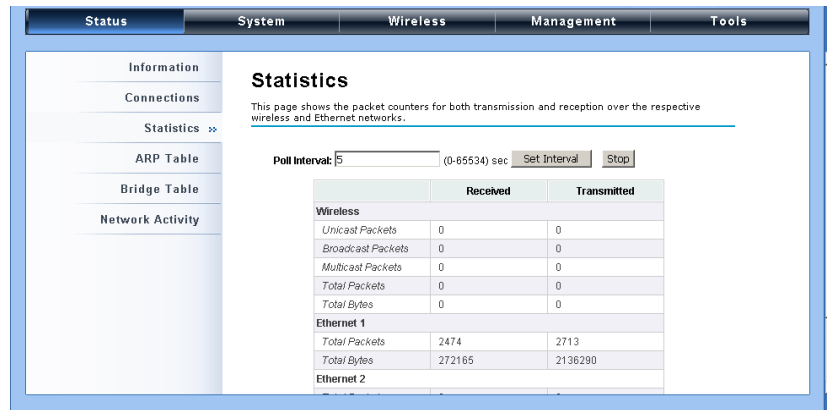 Status System Wireless Management Tools
Information
Connections
Statistics »
ARP Table
Bridge Table
Network Activity
Statistics
This page shows the packet counters for both transmission and reception over the respective
wireless and Ethernet networks.
Poll Interval: 5 (0-65534) sec Set Interval Stop
Received Transmitted
Wireless
Unicast Packets 0 0
Broadcast Packets 0 0
Multicast Packets 0 0
Total Packets 0 0
Total Bytes 0 0
Ethernet 1
Total Packets 2474 2713
Total Bytes 272165 2136290
Ethernet 2